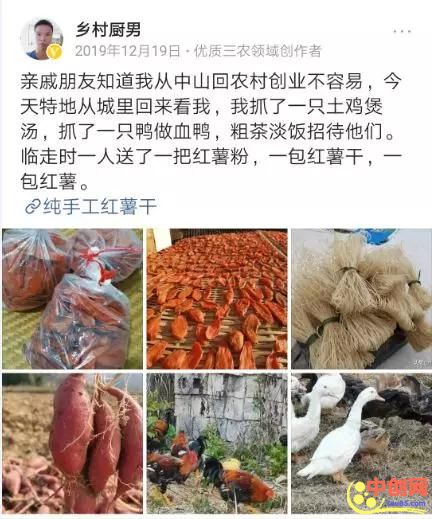 乡村厨男
2019年12月19日 · 优质三农领域创作者
亲戚朋友知道我从中山回农村创业不容易，今
天特地从城里回来看我，我抓了一只土鸡煲
汤，抓了一只鸭做血鸭，粗茶淡饭招待他们。
临走时一人送了一把红薯粉，一包红薯干，一
包红薯。
纯手工红薯干
中创网